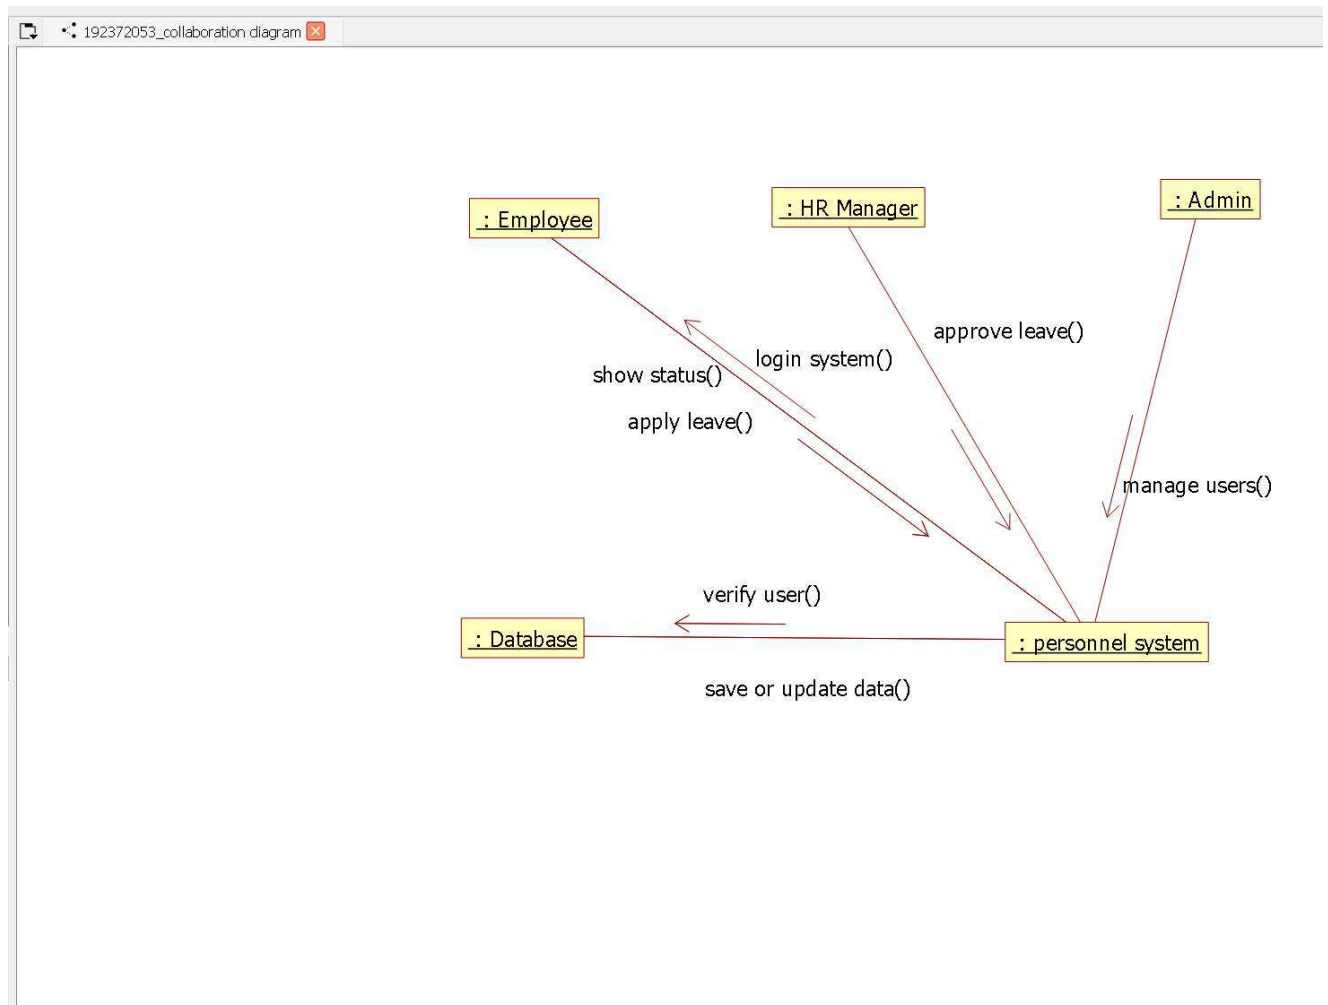 192372053_collaboration diagram
: Employee
: HR Manager
: Admin
approve leave()
login system()
show status()
apply leave()
manage users()
verify user()
: Database
: personnel system
save or update data()